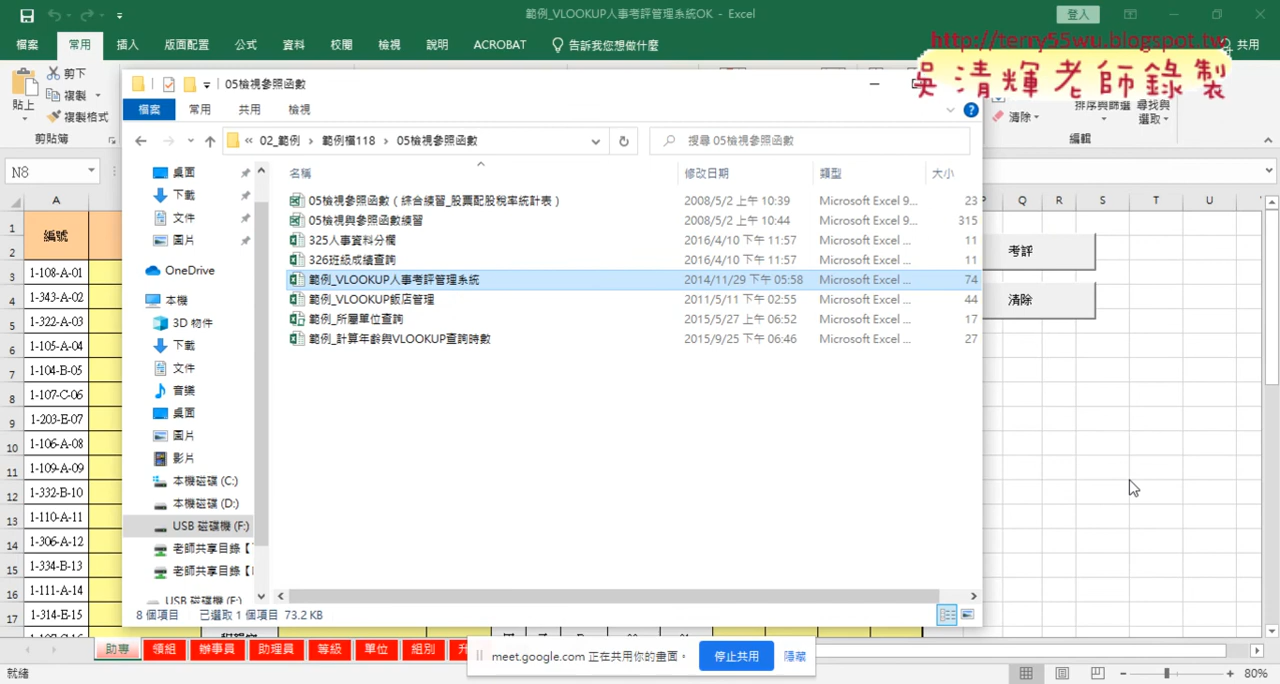 範例_VLOOKUP人事考評管理系統OK - Excel
登入
http://terry55wu.blogspot.tw
吳清輝老師錄製
檔案 常用 插入 版面配置 公式 資料 校閱 檢視 說明 ACROBAT 告訴我您想做什麼 共用
剪下
複製
複製格式
貼上
剪貼簿
清除
排序與篩選 尋找與選取
編輯
N8
05檢視參照函數
檔案 常用 共用 檢視
« 02_範例 › 範例檔118 › 05檢視參照函數
搜尋 05檢視參照函數
名稱 修改日期 類型 大小
05檢視參照函數（綜合練習_股票配股稅率統計表） 2008/5/2 上午 10:39 Microsoft Excel 9... 23
05檢視與參照函數練習 2008/5/2 上午 10:44 Microsoft Excel 9... 315
325人事資料分欄 2016/4/10 下午 11:57 Microsoft Excel ... 11
326班級成績查詢 2016/4/10 下午 11:57 Microsoft Excel ... 11
範例_VLOOKUP人事考評管理系統 2014/11/29 下午 05:58 Microsoft Excel ... 74
範例_VLOOKUP飯店管理 2011/5/11 下午 02:55 Microsoft Excel ... 44
範例_所屬單位查詢 2015/5/27 上午 06:52 Microsoft Excel ... 17
範例_計算年齡與VLOOKUP查詢時數 2015/9/25 下午 06:46 Microsoft Excel ... 27
桌面
下載
文件
圖片
OneDrive
本機
3D 物件
下載
文件
音樂
桌面
圖片
影片
本機磁碟 (C:)
本機磁碟 (D:)
USB 磁碟機 (F:)
老師共享目錄
老師共享目錄
USB 磁碟機 (F:)
8 個項目 已選取 1 個項目 73.2 KB
A Q R S T U
1
2
3
4
5
6
7
8
9
10
11
12
13
14
15
16
17
編號
1-108-A-01
1-343-A-02
1-322-A-03
1-105-A-04
1-104-B-05
1-107-C-06
1-203-E-07
1-106-A-08
1-109-A-09
1-332-B-10
1-110-A-11
1-306-A-12
1-334-B-13
1-111-A-14
1-314-E-15
考評
清除
助專 領組 辦事員 助理員 等級 單位 組別
meet.google.com 正在共用你的畫面。 停止共用 隱藏
就緒
80%